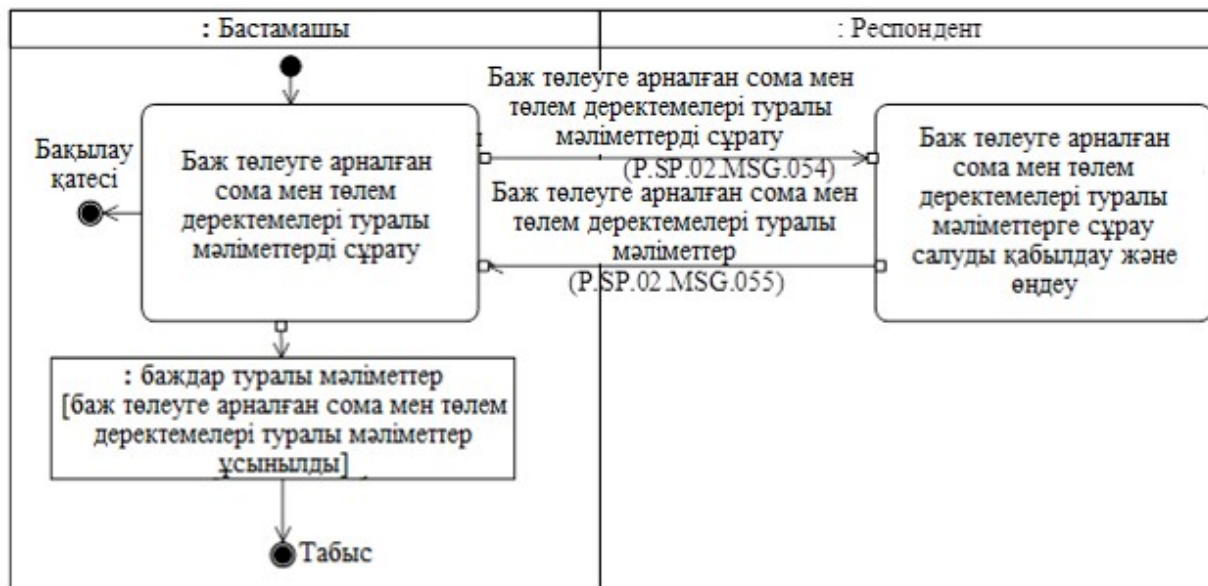 : Бастамашы
: Респондент
Баж төлеуге арналған
сома мен төлем
деректемелері туралы
мәліметтерді сұрату
Бақылау
қатесі
Баж төлеуге арналған сома мен
төлем деректемелері туралы
мәліметтерді сұрату
(P.SP.02.MSG.054)
Баж төлеуге арналған сома мен
төлем деректемелері туралы
мәліметтер
(P.SP.02.MSG.055)
Баж төлеуге арналған
сома мен төлем
деректемелері туралы
мәліметтерге сұрау
салуды қабылдау және
өңдеу
: баждар туралы мәліметтер
[баж төлеуге арналған сома мен төлем
деректемелері туралы мәліметтер
ұсынылды]
Табыс